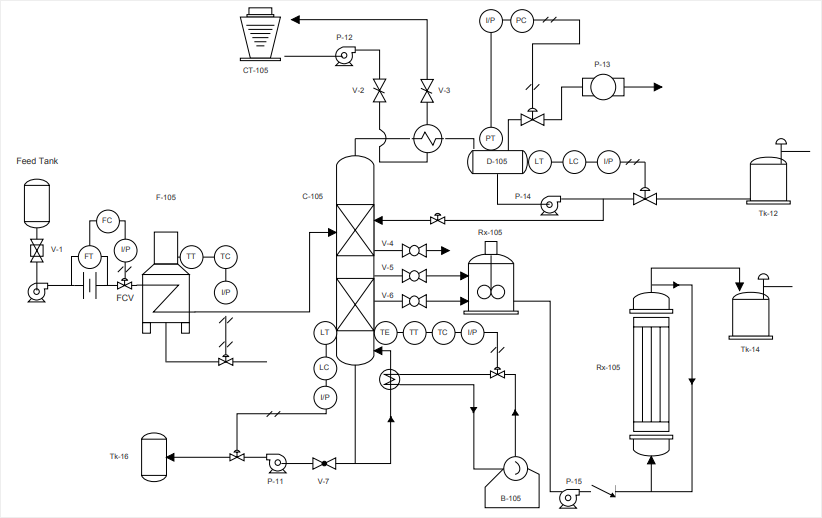 I/P
PC
P-12
CT-105
P-13
V-2
V-3
PT
Feed Tank
D-105
LT
LC
I/P
C-105
F-105
P-14
Tk-12
FC
Rx-105
V-1
I/P
V-4
FT
TT
TC
V-5
I/P
V-6
FCV
LT
TE
TT
TC
I/P
Tk-14
LC
Rx-105
I/P
Tk-16
P-11
V-7
P-15
B-105